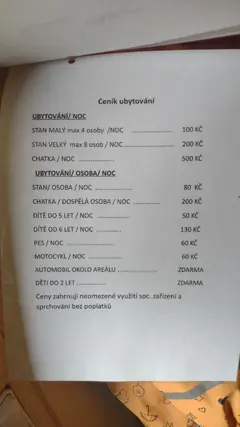 Ceník ubytování
UBYTOVÁNÍ/ NOC
STAN MALÝ max 4 osoby /NOC ........................ 100 KČ
STAN VELKÝ max 8 osob / NOC........................ 200 KČ
CHATKA / NOC .................... 500 KČ
UBYTOVÁNÍ/ OSOBA/ NOC
STAN/ OSOBA / NOC ............................... 80 KČ
CHATKA / DOSPĚLÁ OSOBA / NOC ........................ 200 KČ
DÍTĚ DO 5 LET / NOC ............................... 50 KČ
DÍTĚ OD 6 LET / NOC ............................... 130 KČ
PES / NOC ................................ 60 KČ
MOTOCYKL / NOC ........................... 60 KČ
AUTOMOBIL OKOLO AREÁLU ........................ ZDARMA
DĚTI DO 2 LET ........................... ZDARMA
Ceny zahrnují neomezené využití soc. zařízení a
sprchování bez poplatků